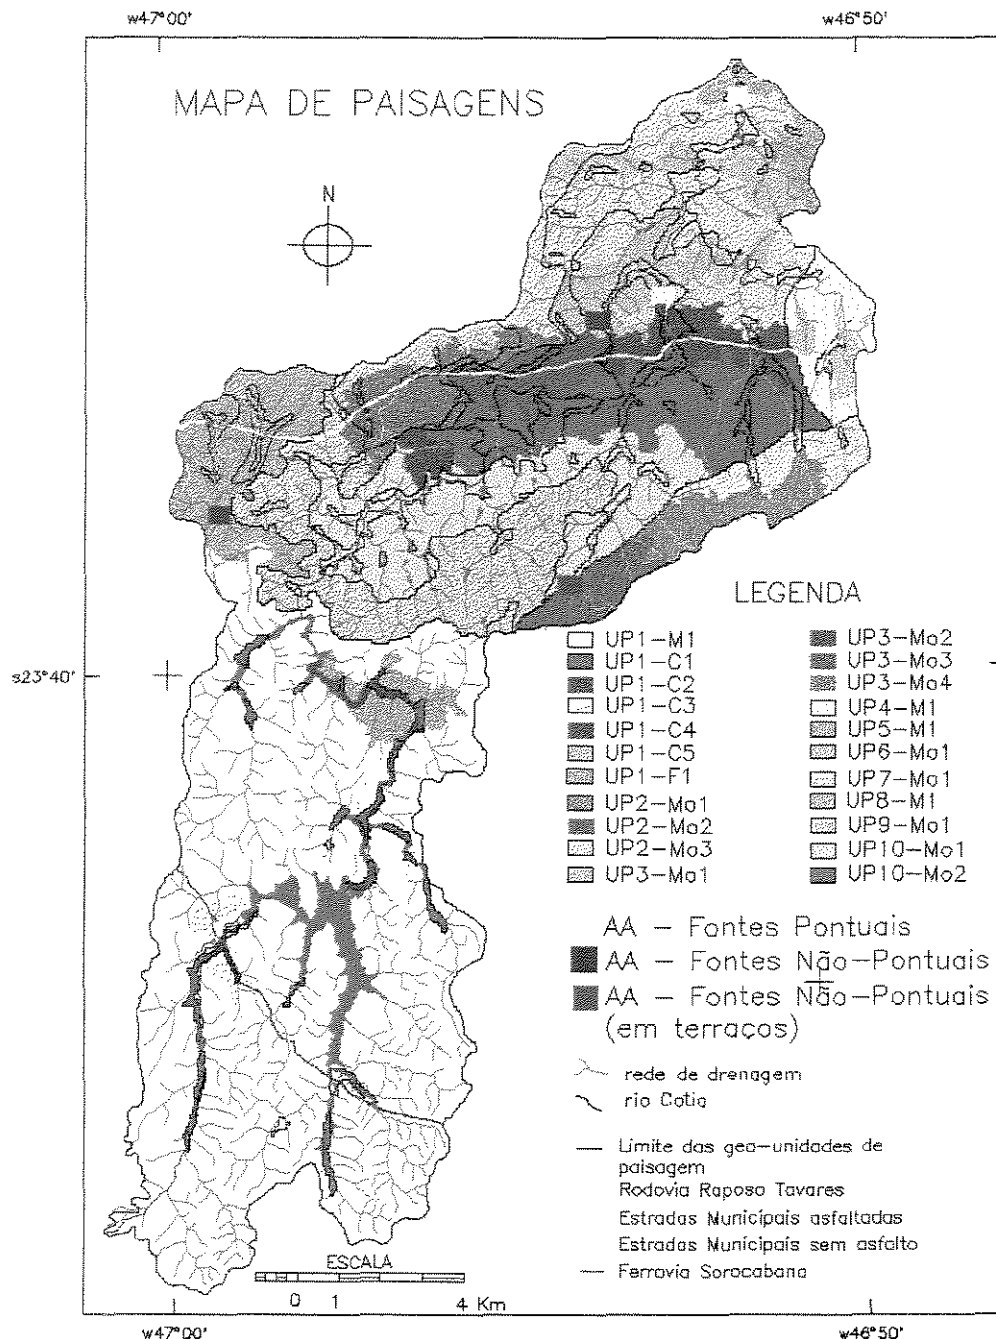 w47°00'
w46°50'
MAPA DE PAISAGENS
N
LEGENDA
UP1-M1
UP1-C1
UP1-C2
UP1-C3
UP1-C4
UP1-C5
UP1-F1
UP2-Mo1
UP2-Mo2
UP2-Mo3
UP3-Mo1
UP3-Mo2
UP3-Mo3
UP3-Mo4
UP4-M1
UP5-M1
UP6-Mo1
UP7-Mo1
UP8-M1
UP9-Mo1
UP10-Mo1
UP10-Mo2
s23°40'
AA - Fontes Pontuais
AA - Fontes Não-Pontuais
AA - Fontes Não-Pontuais
(em terraços)
rede de drenagem
rio Cotia
Limite das geo-unidades de
paisagem
Rodovia Raposo Tavares
Estradas Municipais asfaltadas
Estradas Municipais sem asfalto
Ferrovia Sorocabana
ESCALA
0 1 4 Km
w47°00'
w46°50'